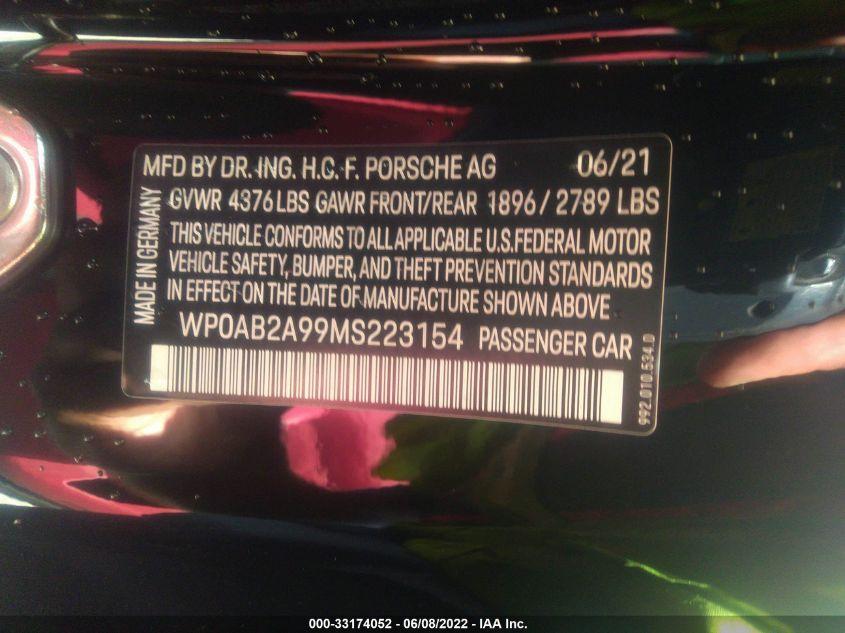 MFD BY DR. ING. H.C. F. PORSCHE AG 06/21
GVWR 4376 LBS GAWR FRONT/REAR 1896 / 2789 LBS
THIS VEHICLE CONFORMS TO ALL APPLICABLE U.S.FEDERAL MOTOR
VEHICLE SAFETY, BUMPER, AND THEFT PREVENTION STANDARDS
IN EFFECT ON THE DATE OF MANUFACTURE SHOWN ABOVE
WP0AB2A99MS223154 PASSENGER CAR
MADE IN GERMANY
992.010.534.D
000-33174052 - 06/08/2022 - IAA Inc.